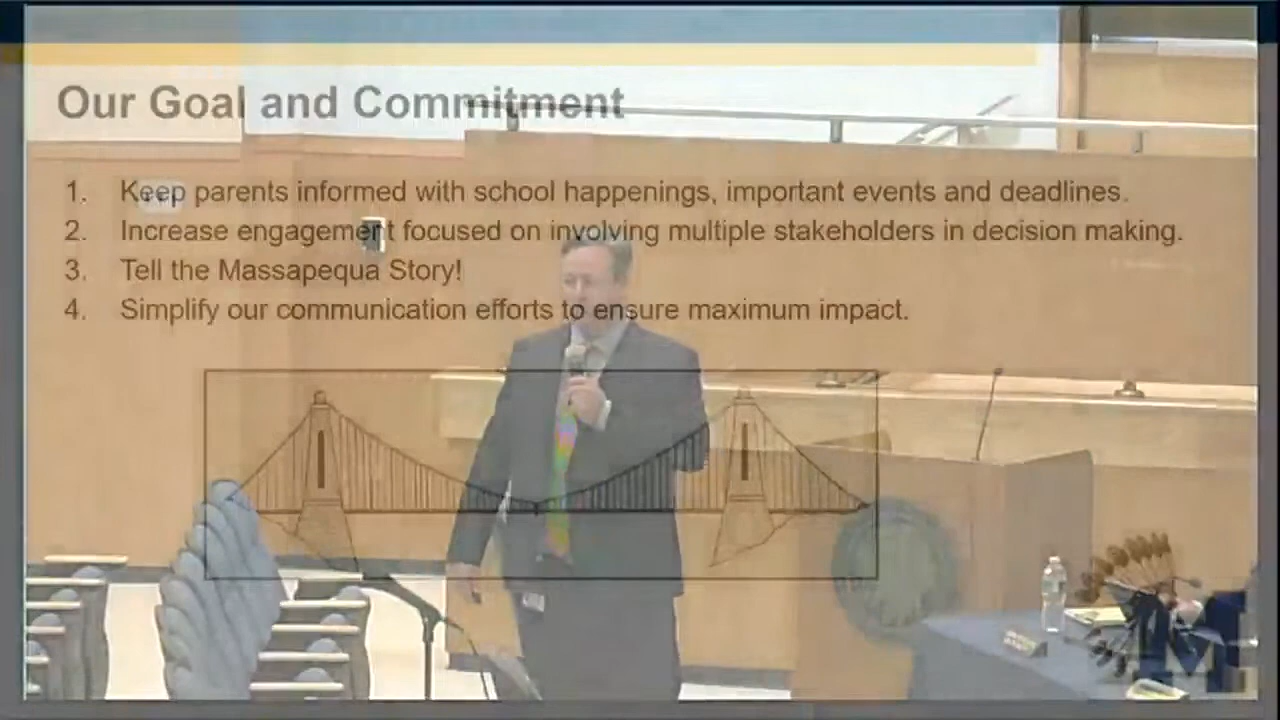 Our Goal and Commitment
1. Keep parents informed with school happenings, important events and deadlines.
2. Increase engagement focused on involving multiple stakeholders in decision making.
3. Tell the Massapequa Story!
4. Simplify our communication efforts to ensure maximum impact.
M